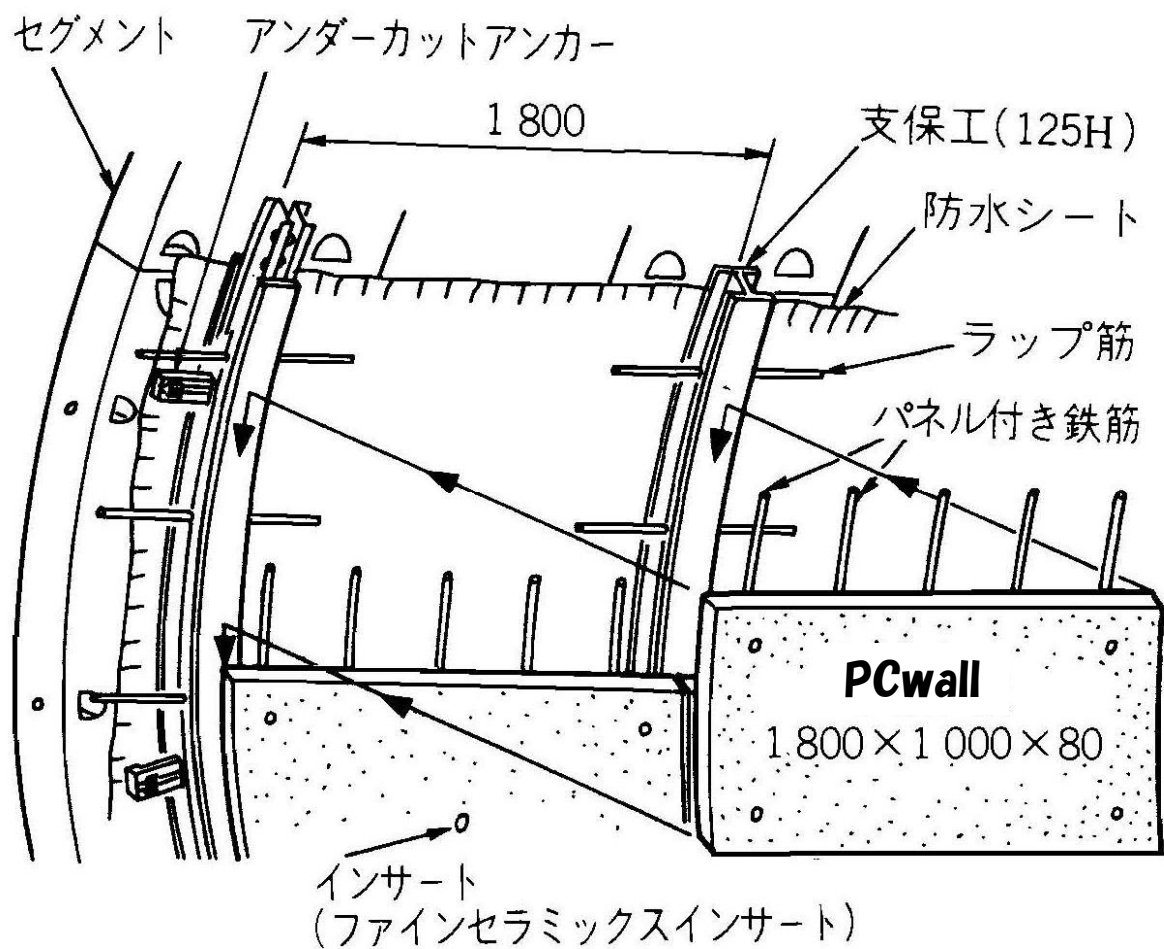 セグメント
アンダーカットアンカー
1 800
支保工(125H)
防水シート
ラップ筋
パネル付き鉄筋
PCwall
1 800×1 000×80
インサート
(ファインセラミックスインサート)